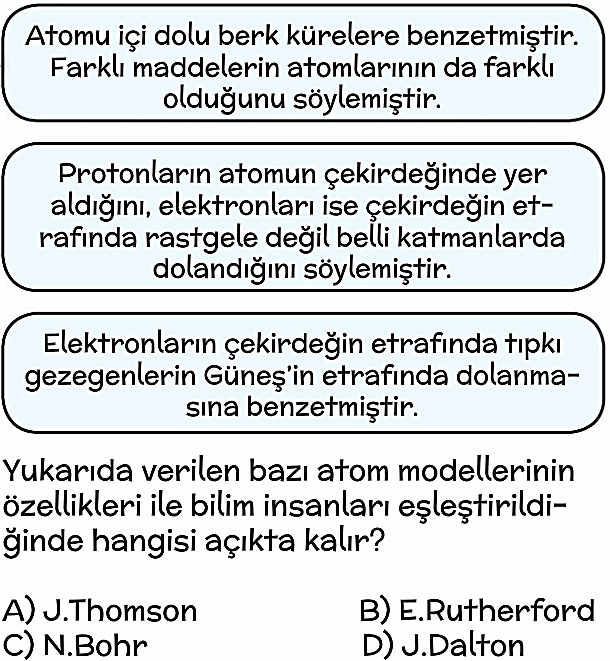 Atomu içi dolu berk kürelere benzetmiştir.
Farklı maddelerin atomlarının da farklı
olduğunu söylemiştir.
Protonların atomun çekirdeğinde yer
aldığını, elektronları ise çekirdeğin et-
rafında rastgele değil belli katmanlarda
dolandığını söylemiştir.
Elektronların çekirdeğin etrafında tıpkı
gezegenlerin Güneş'in etrafında dolanma-
sına benzetmiştir.
Yukarıda verilen bazı atom modellerinin
özellikleri ile bilim insanları eşleştirildi-
ğinde hangisi açıkta kalır?
A) J.Thomson B) E.Rutherford
C) N.Bohr D) J.Dalton